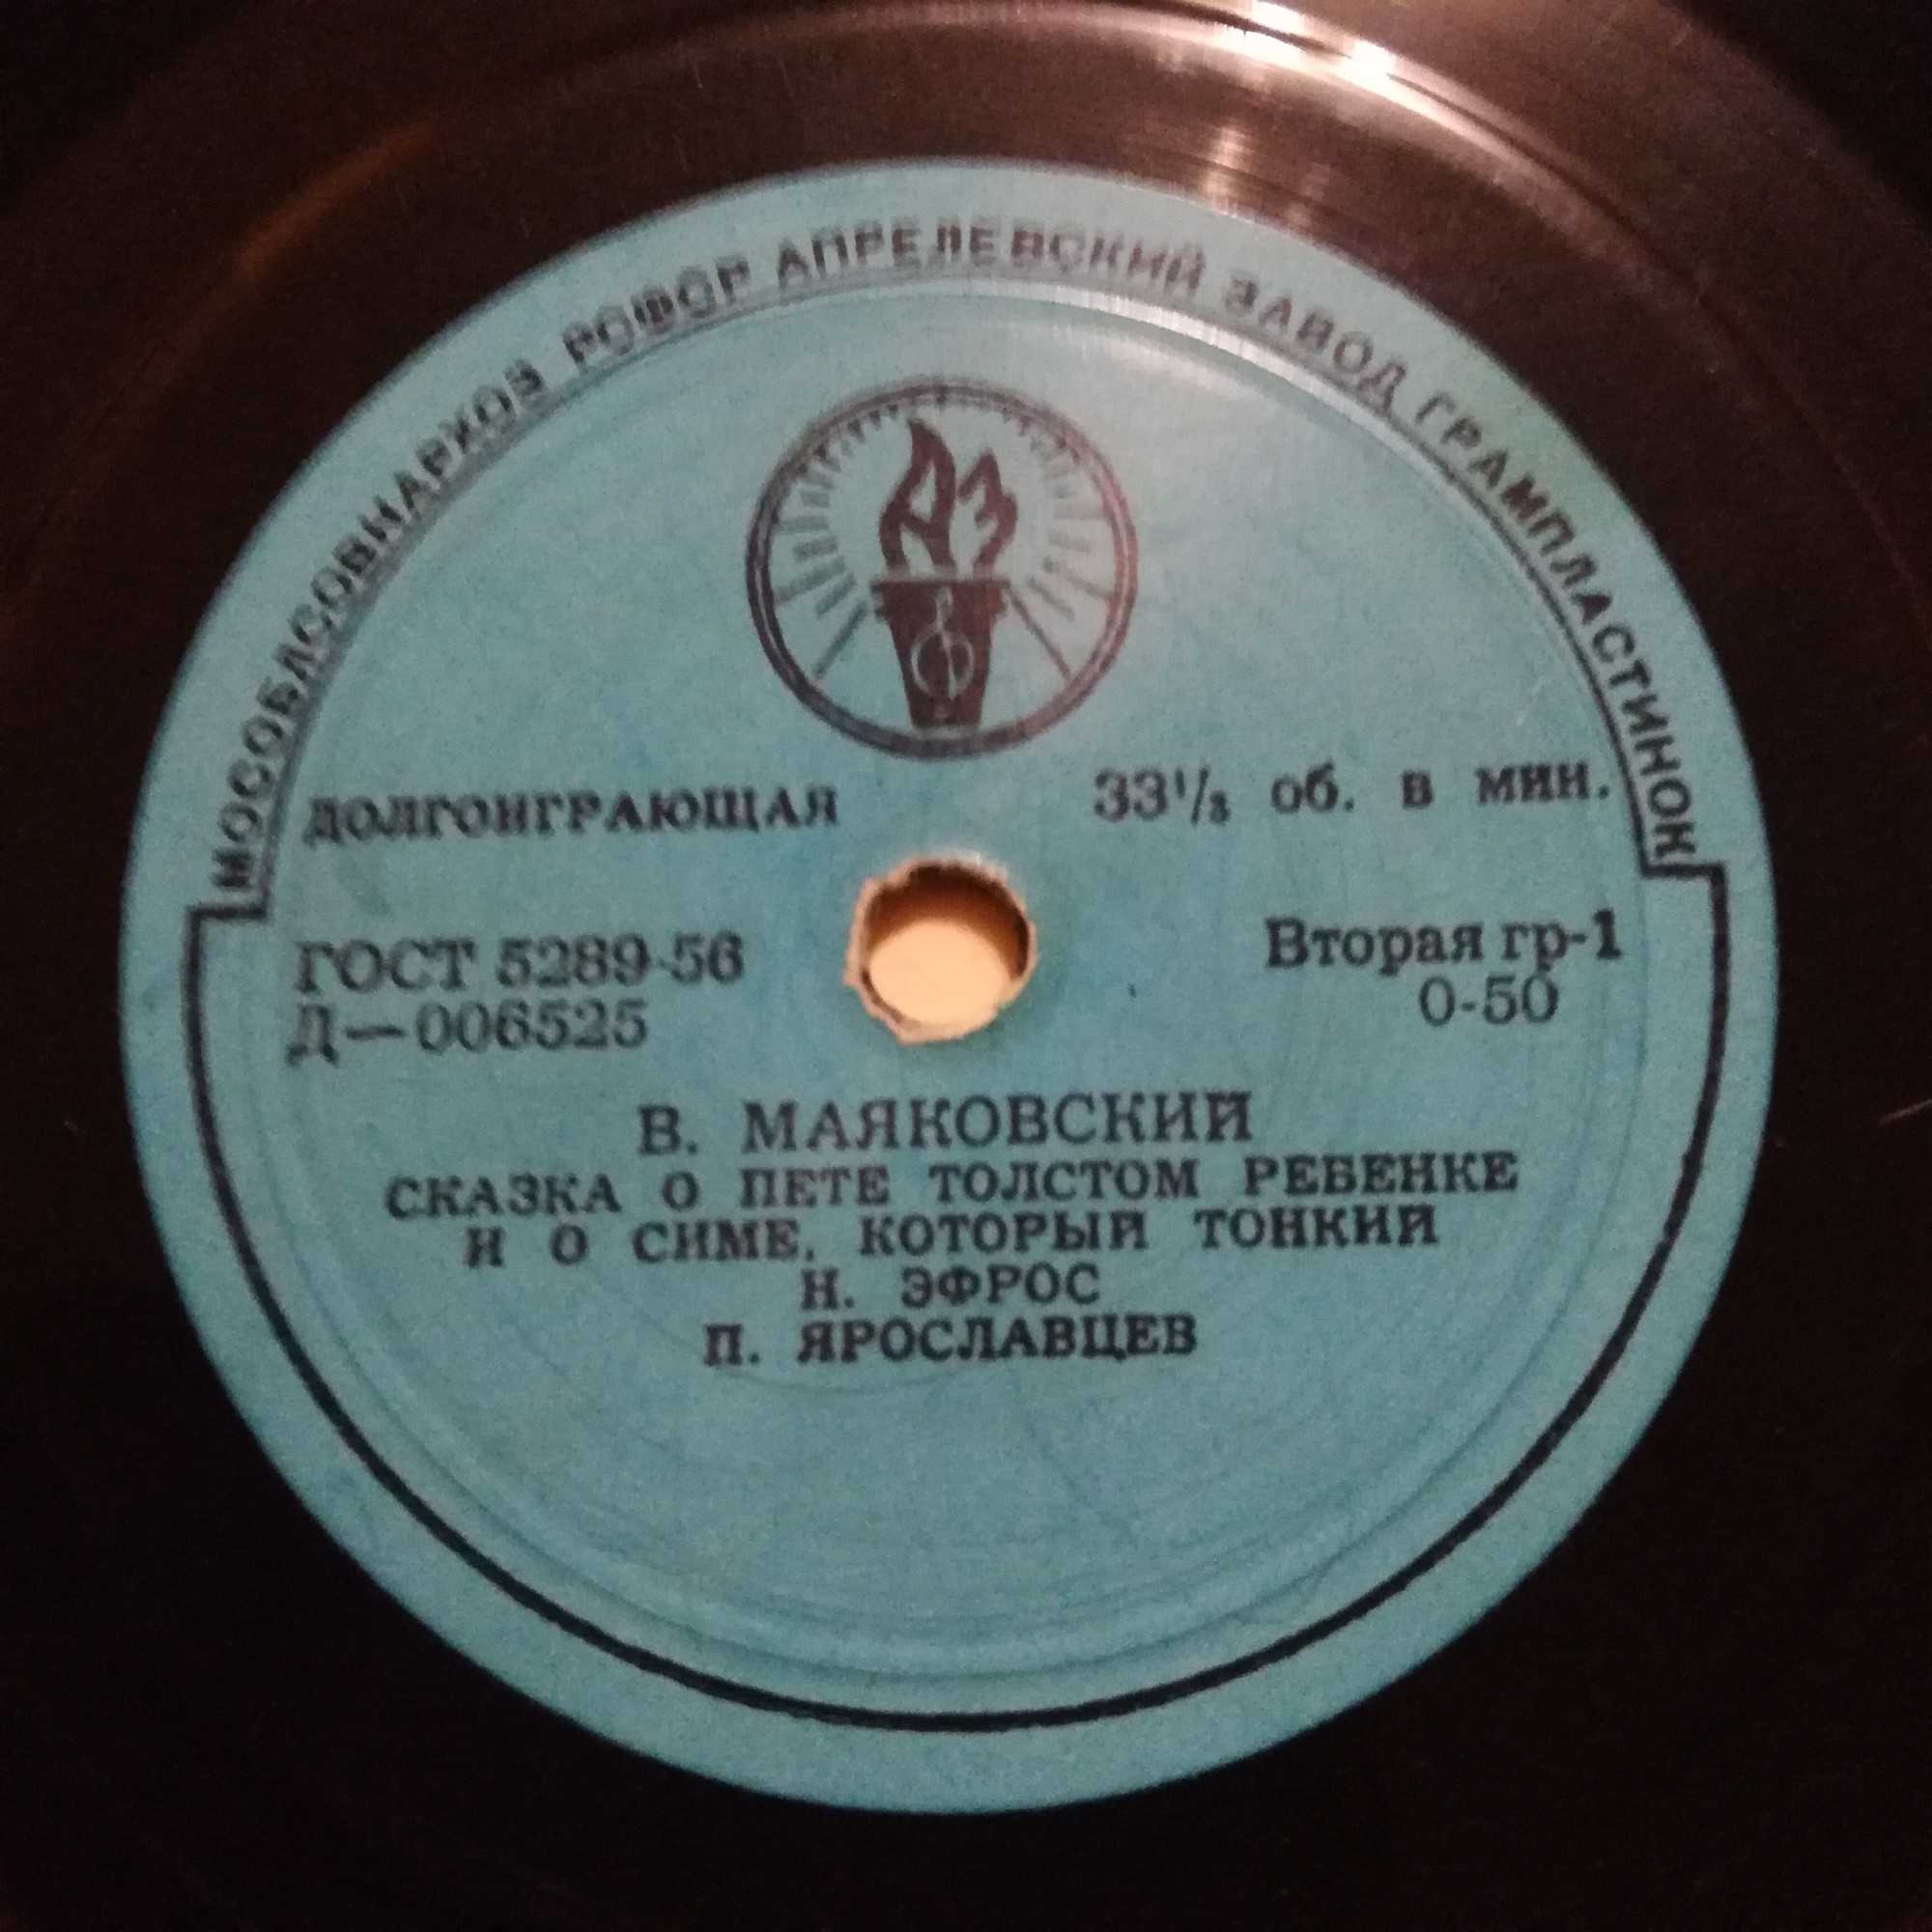 МОСОБЛСОВНАРХОЗ РСФСР АПРЕЛЕВСКИЙ ЗАВОД ГРАМПЛАСТИНОК
АЗ
ДОЛГОИГРАЮЩАЯ 33⅓ об. в мин.
ГОСТ 5289-56 Вторая гр-1
Д—006525 0-50
В. МАЯКОВСКИЙ
СКАЗКА О ПЕТЕ ТОЛСТОМ РЕБЕНКЕ
И О СИМЕ, КОТОРЫЙ ТОНКИЙ
Н. ЭФРОС
П. ЯРОСЛАВЦЕВ